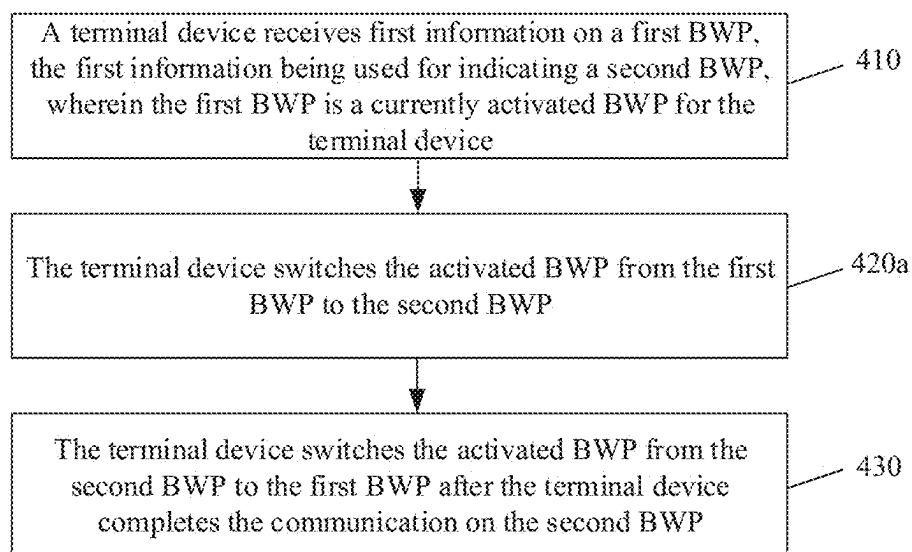 A terminal device receives first information on a first BWP,
the first information being used for indicating a second BWP,
wherein the first BWP is a currently activated BWP for the
terminal device
410
The terminal device switches the activated BWP from the first
BWP to the second BWP
420a
The terminal device switches the activated BWP from the
second BWP to the first BWP after the terminal device
completes the communication on the second BWP
430